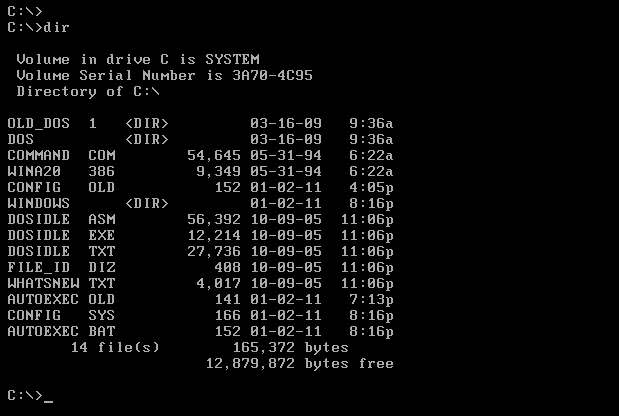 C:\>
C:\>dir
 Volume in drive C is SYSTEM
 Volume Serial Number is 3A70-4C95
 Directory of C:\
OLD_DOS  1   <DIR>         03-16-09   9:36a
DOS          <DIR>         03-16-09   9:36a
COMMAND  COM        54,645 05-31-94   6:22a
WINA20   386         9,349 05-31-94   6:22a
CONFIG   OLD           152 01-02-11   4:05p
WINDOWS      <DIR>         01-02-11   8:16p
DOSIDLE  ASM        56,392 10-09-05  11:06p
DOSIDLE  EXE        12,214 10-09-05  11:06p
DOSIDLE  TXT        27,736 10-09-05  11:06p
FILE_ID  DIZ           408 10-09-05  11:06p
WHATSNEW TXT         4,017 10-09-05  11:06p
AUTOEXEC OLD           141 01-02-11   7:13p
CONFIG   SYS           166 01-02-11   8:16p
AUTOEXEC BAT           152 01-02-11   8:16p
       14 file(s)        165,372 bytes
                      12,879,872 bytes free
C:\>_